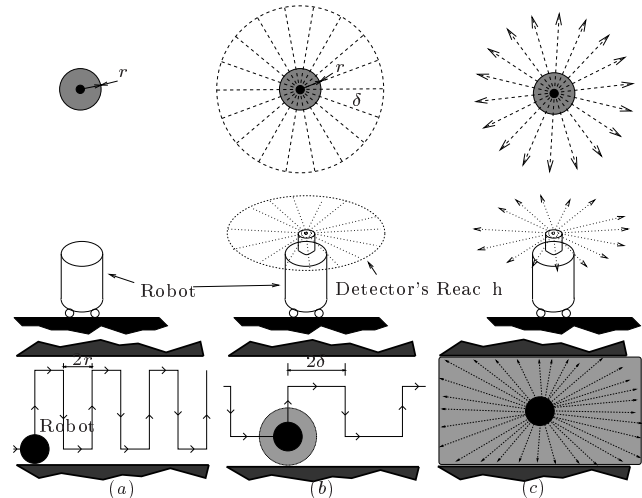 r
r
δ
Robot
Detector's Reac h
2r
2δ
Robot
(a)
(b)
(c)